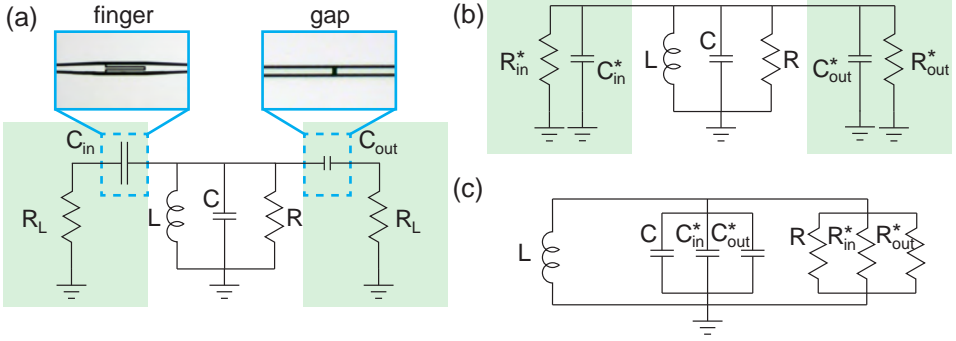 (a)
finger
gap
C_in
C_out
R_L
L
C
R
R_L
(b)
R*_in
C*_in
L
C
R
C*_out
R*_out
(c)
L
C
C*_in
C*_out
R
R*_in
R*_out